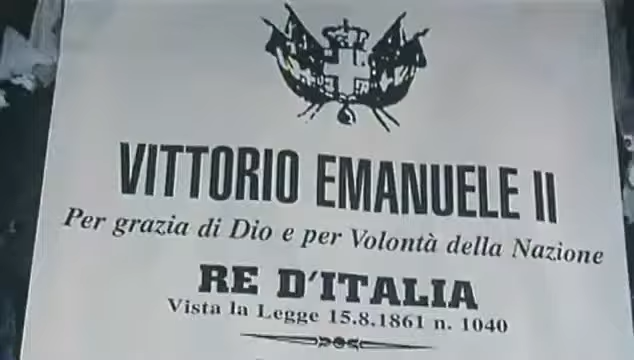 VITTORIO EMANUELE II
Per grazia di Dio e per Volontà della Nazione
RE D'ITALIA
Vista la Legge 15.8.1861 n. 1040